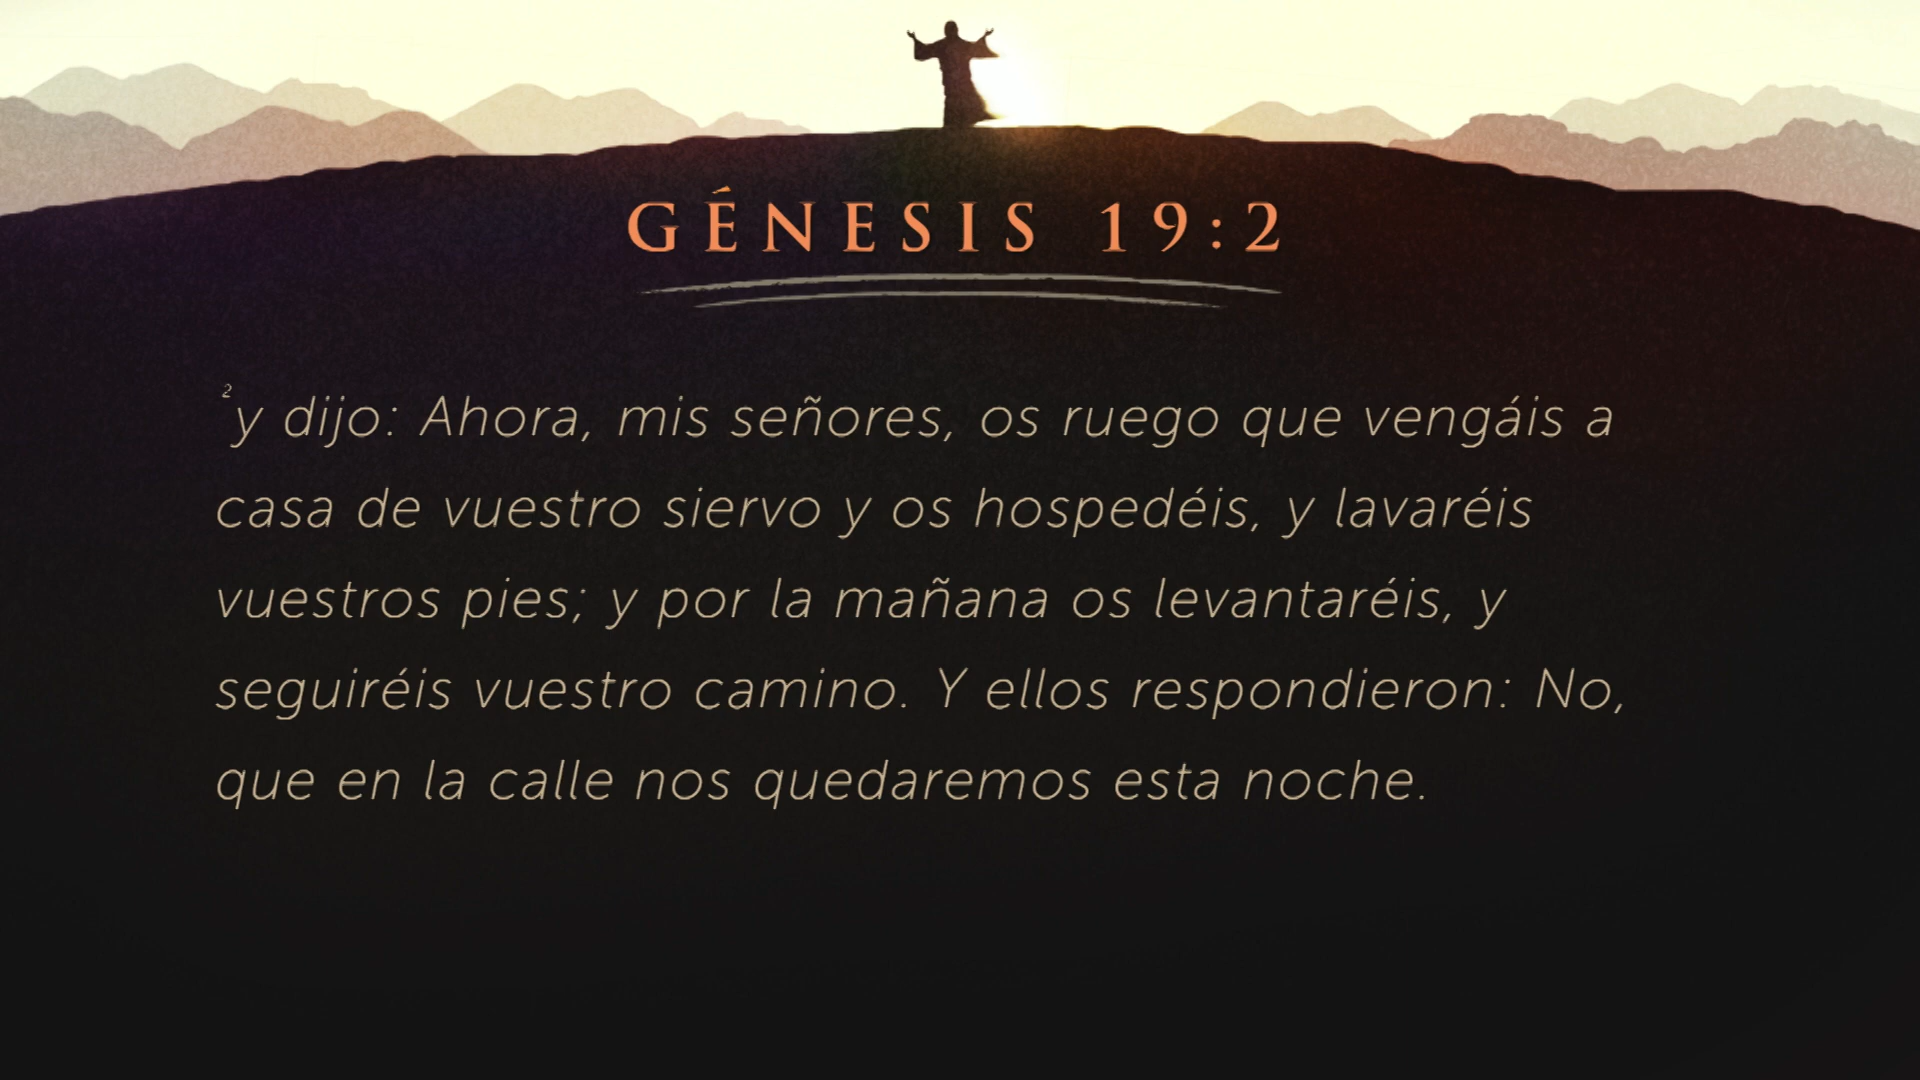 GÉNESIS 19:2
²y dijo: Ahora, mis señores, os ruego que vengáis a
casa de vuestro siervo y os hospedéis, y lavaréis
vuestros pies; y por la mañana os levantaréis, y
seguiréis vuestro camino. Y ellos respondieron: No,
que en la calle nos quedaremos esta noche.